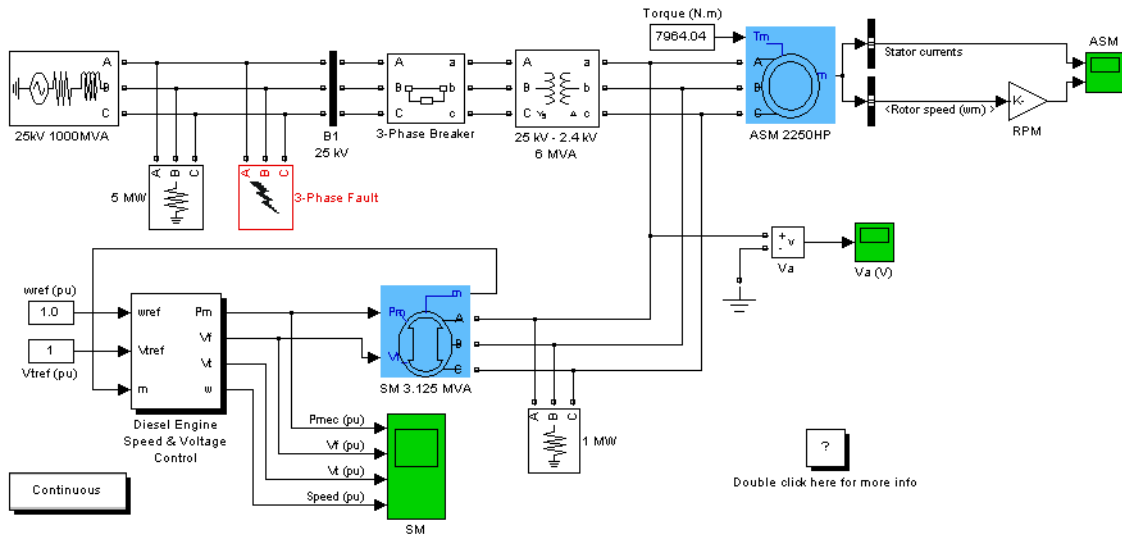 Torque (N.m)
7964.04
Tm
A
B
C
m
ASM 2250HP
Stator currents
<Rotor speed (wm) >
K-
RPM
ASM
A
B
C
25kV 1000MVA
B1
25 kV
A
B
C
a
b
c
3-Phase Breaker
A
B
C
a
b
c
Yg
25 kV - 2.4 kV
6 MVA
A B C
5 MW
A B C
3-Phase Fault
+
-
v
Va
Va (V)
wref (pu)
1.0
1
Vtref (pu)
wref
Vtref
m
Pm
Vf
Vt
w
Diesel Engine
Speed & Voltage
Control
Pm
Vf
m
A
B
C
SM 3.125 MVA
A B C
1 MW
Pmec (pu)
Vf (pu)
Vt (pu)
Speed (pu)
SM
Continuous
?
Double click here for more info